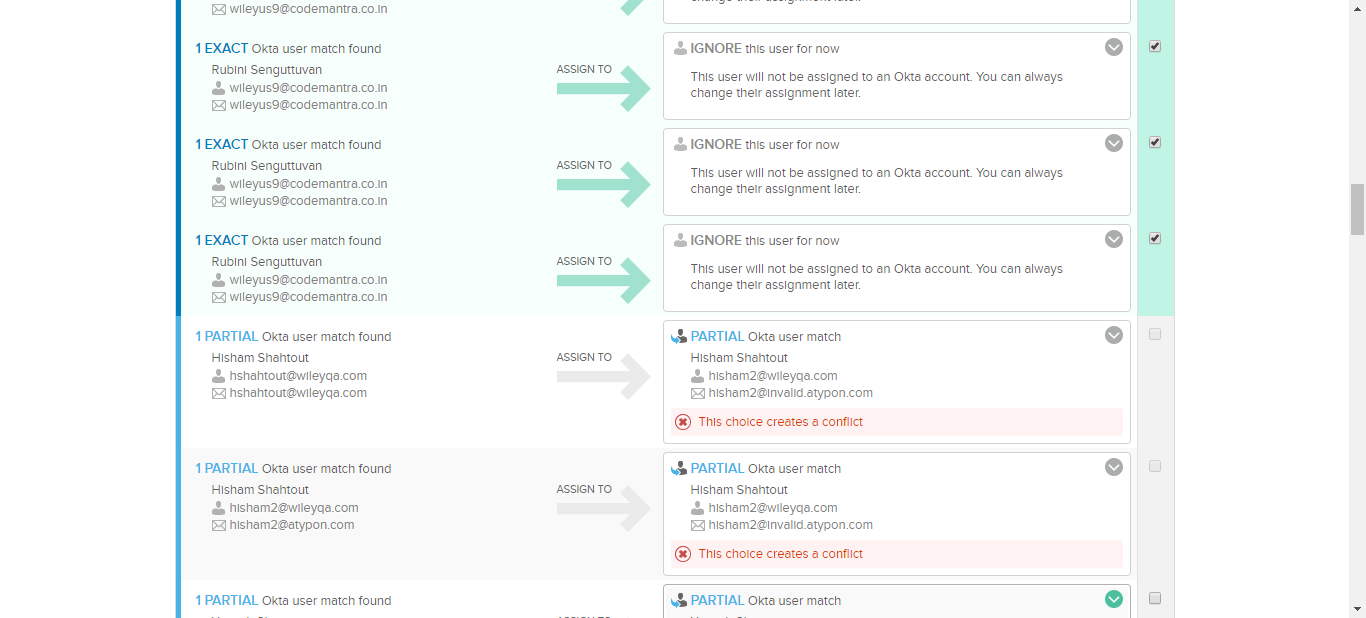 wileyus9@codemantra.co.in
change their assignment later.
1 EXACT Okta user match found
Rubini Senguttuvan
wileyus9@codemantra.co.in
wileyus9@codemantra.co.in
ASSIGN TO
IGNORE this user for now
This user will not be assigned to an Okta account. You can always
change their assignment later.
1 EXACT Okta user match found
Rubini Senguttuvan
wileyus9@codemantra.co.in
wileyus9@codemantra.co.in
ASSIGN TO
IGNORE this user for now
This user will not be assigned to an Okta account. You can always
change their assignment later.
1 EXACT Okta user match found
Rubini Senguttuvan
wileyus9@codemantra.co.in
wileyus9@codemantra.co.in
ASSIGN TO
IGNORE this user for now
This user will not be assigned to an Okta account. You can always
change their assignment later.
1 PARTIAL Okta user match found
Hisham Shahtout
hshahtout@wileyqa.com
hshahtout@wileyqa.com
ASSIGN TO
PARTIAL Okta user match
Hisham Shahtout
hisham2@wileyqa.com
hisham2@invalid.atypon.com
This choice creates a conflict
1 PARTIAL Okta user match found
Hisham Shahtout
hisham2@wileyqa.com
hisham2@atypon.com
ASSIGN TO
PARTIAL Okta user match
Hisham Shahtout
hisham2@wileyqa.com
hisham2@invalid.atypon.com
This choice creates a conflict
1 PARTIAL Okta user match found
PARTIAL Okta user match